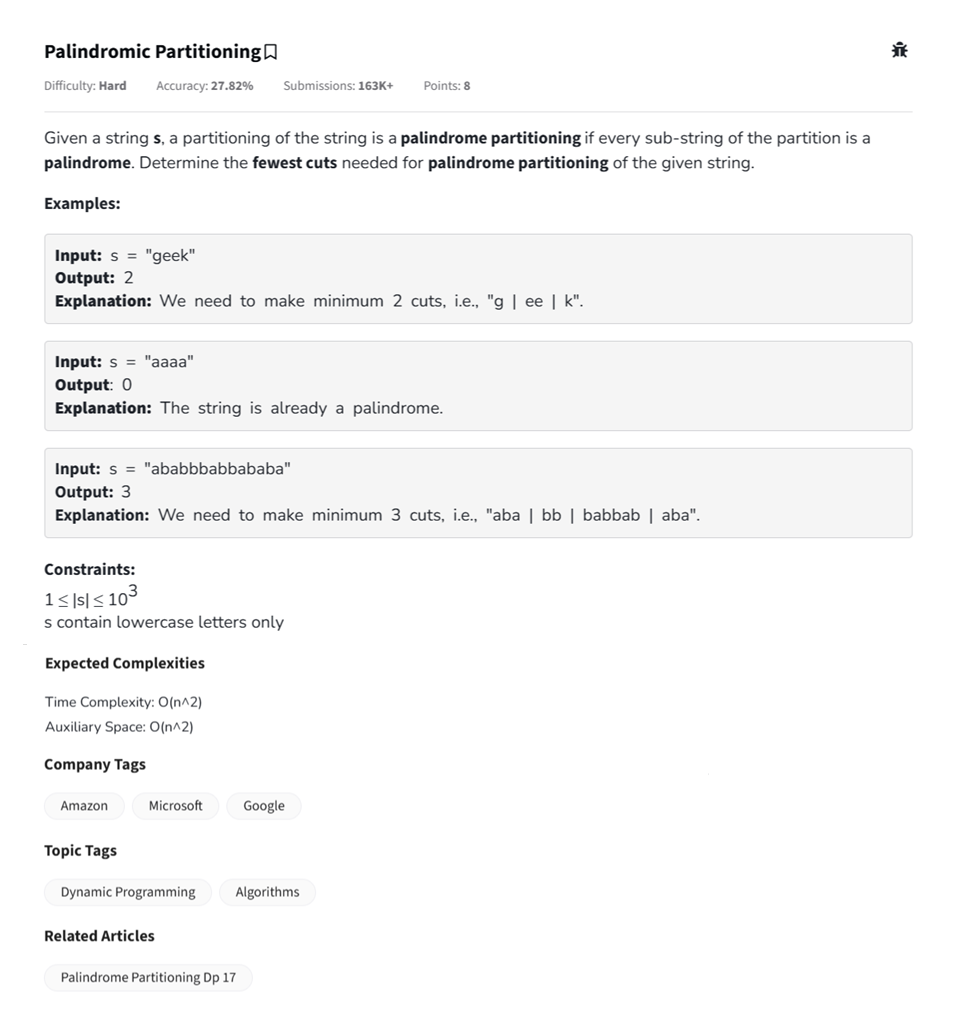 Palindromic Partitioning
Difficulty: Hard Accuracy: 27.82% Submissions: 163K+ Points: 8
Given a string s, a partitioning of the string is a palindrome partitioning if every sub-string of the partition is a
palindrome. Determine the fewest cuts needed for palindrome partitioning of the given string.
Examples:
Input: s = "geek"
Output: 2
Explanation: We need to make minimum 2 cuts, i.e., "g | ee | k".
Input: s = "aaaa"
Output: 0
Explanation: The string is already a palindrome.
Input: s = "ababbbabbababa"
Output: 3
Explanation: We need to make minimum 3 cuts, i.e., "aba | bb | babbab | aba".
Constraints:
1 ≤ |s| ≤ 10³
s contain lowercase letters only
Expected Complexities
Time Complexity: O(n^2)
Auxiliary Space: O(n^2)
Company Tags
Amazon Microsoft Google
Topic Tags
Dynamic Programming Algorithms
Related Articles
Palindrome Partitioning Dp 17